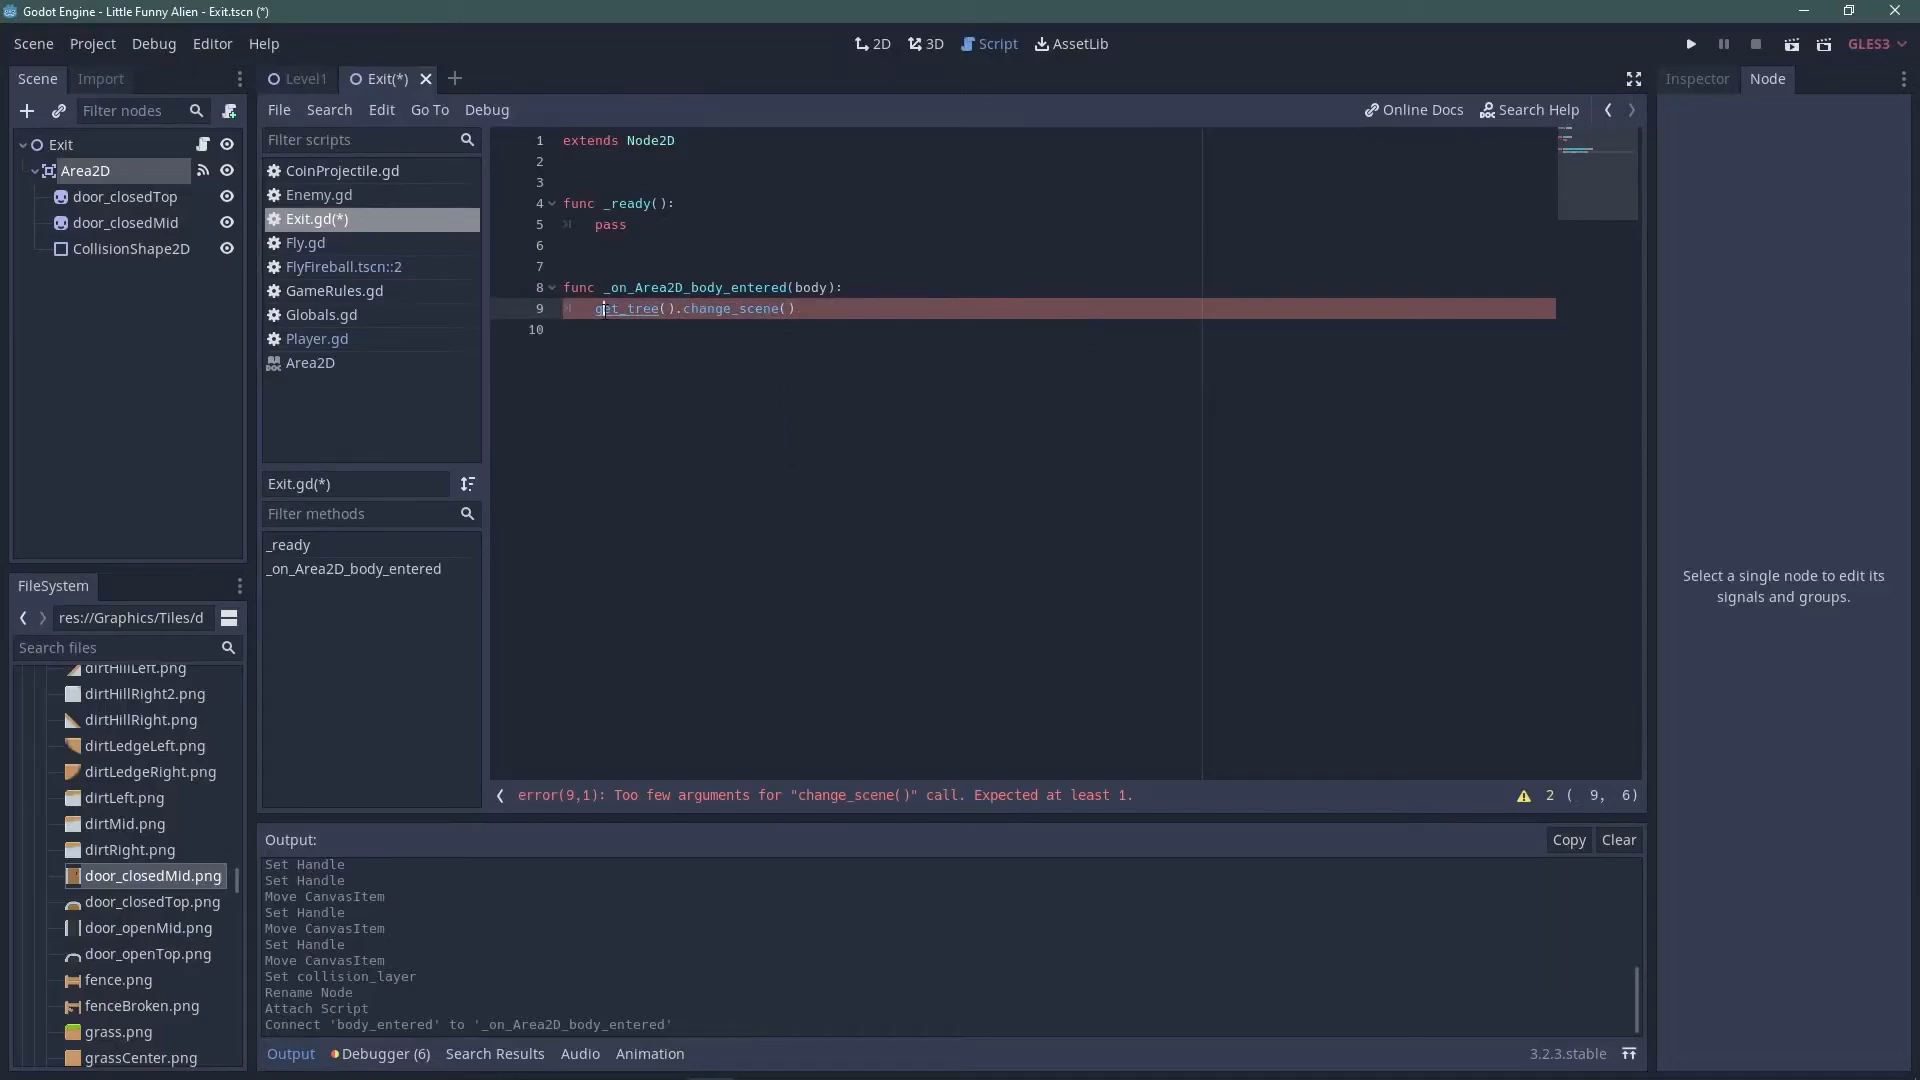 Godot Engine - Little Funny Alien - Exit.tscn (*)
Scene Project Debug Editor Help
2D 3D Script AssetLib
GLES3
Scene Import
Filter nodes
Exit
Area2D
door_closedTop
door_closedMid
CollisionShape2D
FileSystem
res://Graphics/Tiles/d
Search files
dirtHillLeft.png
dirtHillRight2.png
dirtHillRight.png
dirtLedgeLeft.png
dirtLedgeRight.png
dirtLeft.png
dirtMid.png
dirtRight.png
door_closedMid.png
door_closedTop.png
door_openMid.png
door_openTop.png
fence.png
fenceBroken.png
grass.png
grassCenter.png
Level1 Exit(*)
File Search Edit Go To Debug
Online Docs Search Help
Filter scripts
CoinProjectile.gd
Enemy.gd
Exit.gd(*)
Fly.gd
FlyFireball.tscn::2
GameRules.gd
Globals.gd
Player.gd
Area2D
Exit.gd(*)
Filter methods
_ready
_on_Area2D_body_entered
1 extends Node2D
2
3
4 func _ready():
5 pass
6
7
8 func _on_Area2D_body_entered(body):
9 get_tree().change_scene()
10
error(9,1): Too few arguments for "change_scene()" call. Expected at least 1.
2 ( 9, 6)
Output:
Copy Clear
Set Handle
Set Handle
Move CanvasItem
Set Handle
Move CanvasItem
Set Handle
Move CanvasItem
Set collision_layer
Rename Node
Attach Script
Connect 'body_entered' to '_on_Area2D_body_entered'
Output Debugger (6) Search Results Audio Animation
3.2.3.stable
Inspector Node
Select a single node to edit its
signals and groups.